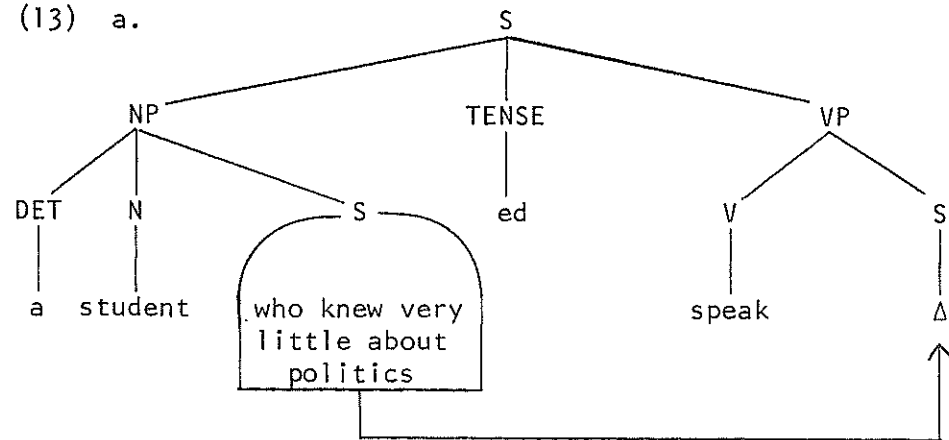 (13) a.
S
NP TENSE VP
DET N S ed V S
a student who knew very speak Δ
little about
politics